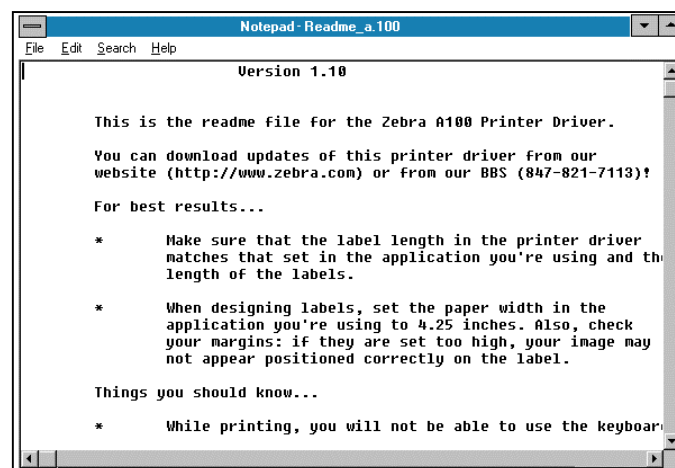 Notepad - Readme_a.100
File Edit Search Help
Version 1.10
This is the readme file for the Zebra A100 Printer Driver.
You can download updates of this printer driver from our
website (http://www.zebra.com) or from our BBS (847-821-7113)!
For best results...
* Make sure that the label length in the printer driver
matches that set in the application you're using and the
length of the labels.
* When designing labels, set the paper width in the
application you're using to 4.25 inches. Also, check
your margins: if they are set too high, your image may
not appear positioned correctly on the label.
Things you should know...
* While printing, you will not be able to use the keyboar